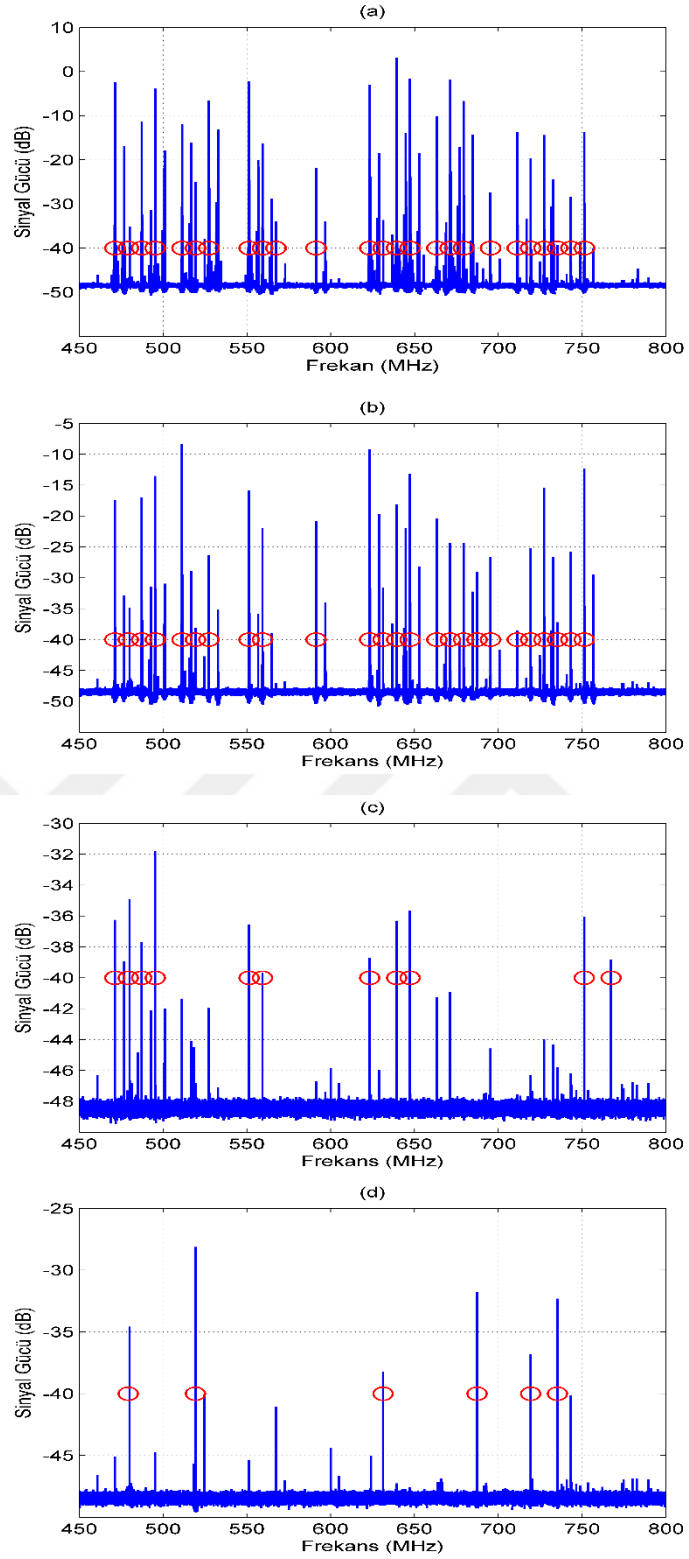 (a)
10
0
-10
-20
-30
-40
-50
Sinyal Gücü (dB)
450 500 550 600 650 700 750 800
Frekan (MHz)
(b)
-5
-10
-15
-20
-25
-30
-35
-40
-45
-50
Sinyal Gücü (dB)
450 500 550 600 650 700 750 800
Frekans (MHz)
(c)
-30
-32
-34
-36
-38
-40
-42
-44
-46
-48
Sinyal Gücü (dB)
450 500 550 600 650 700 750 800
Frekans (MHz)
(d)
-25
-30
-35
-40
-45
Sinyal Gücü (dB)
450 500 550 600 650 700 750 800
Frekans (MHz)